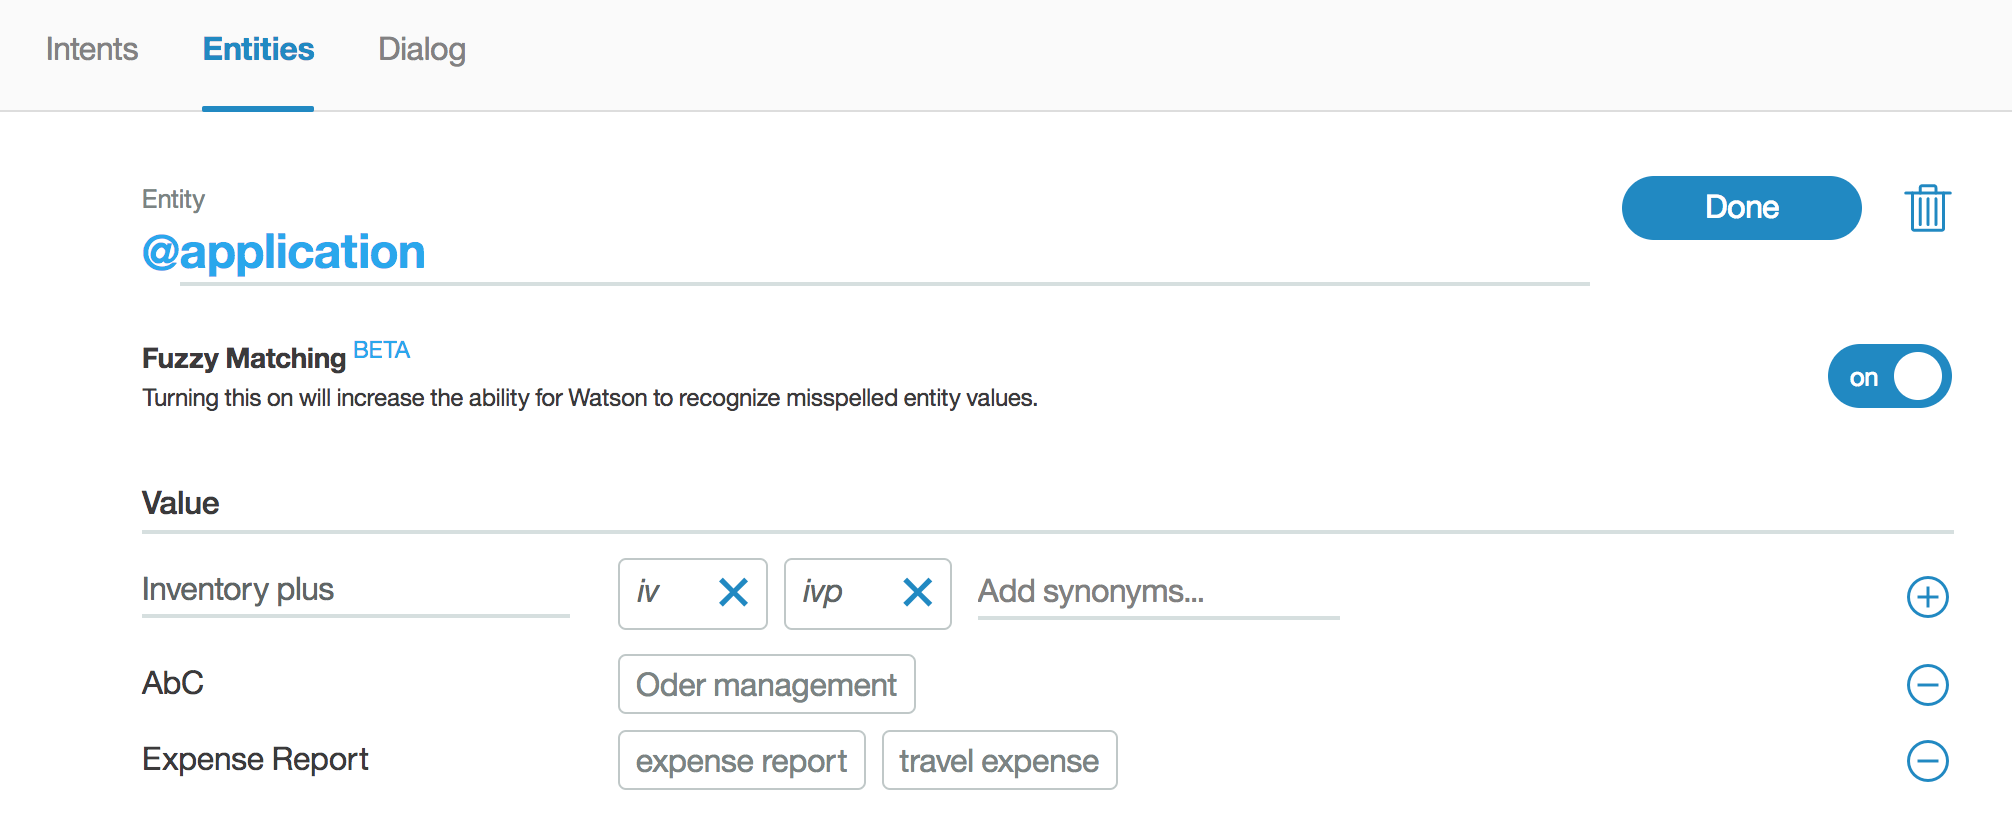 Intents Entities Dialog
Entity
Done
@application
Fuzzy Matching BETA
Turning this on will increase the ability for Watson to recognize misspelled entity values.
on
Value
Inventory plus iv ivp Add synonyms...
AbC Oder management
Expense Report expense report travel expense